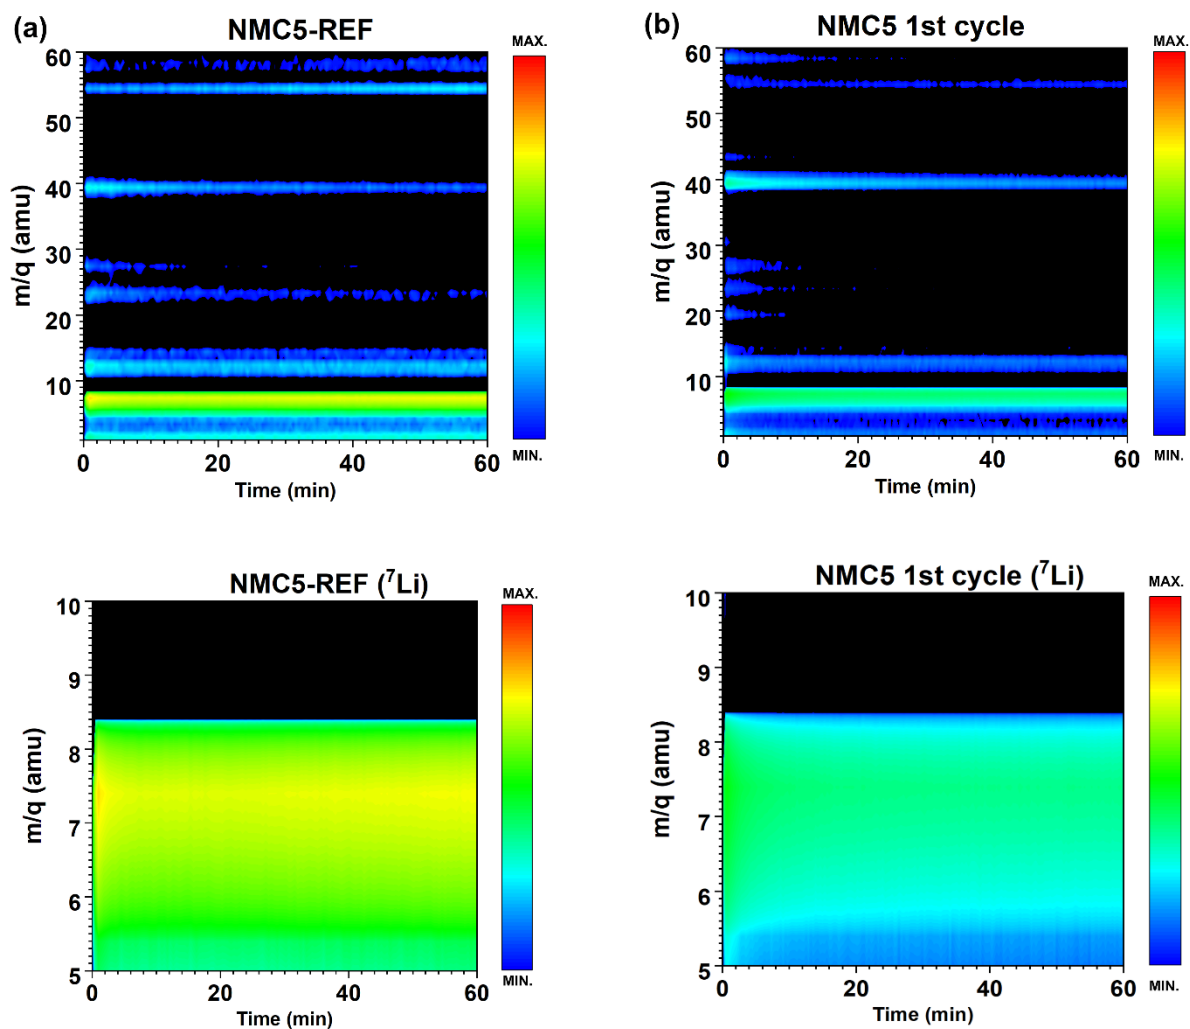 (a)
NMC5-REF
MAX.
60
50
40
30
20
10
m/q (amu)
0
20
40
60
Time (min)
MIN.
(b)
NMC5 1st cycle
MAX.
60
50
40
30
20
10
m/q (amu)
0
20
40
60
Time (min)
MIN.
NMC5-REF (⁷Li)
MAX.
10
9
8
7
6
5
m/q (amu)
0
20
40
60
Time (min)
MIN.
NMC5 1st cycle (⁷Li)
MAX.
10
9
8
7
6
5
m/q (amu)
0
20
40
60
Time (min)
MIN.